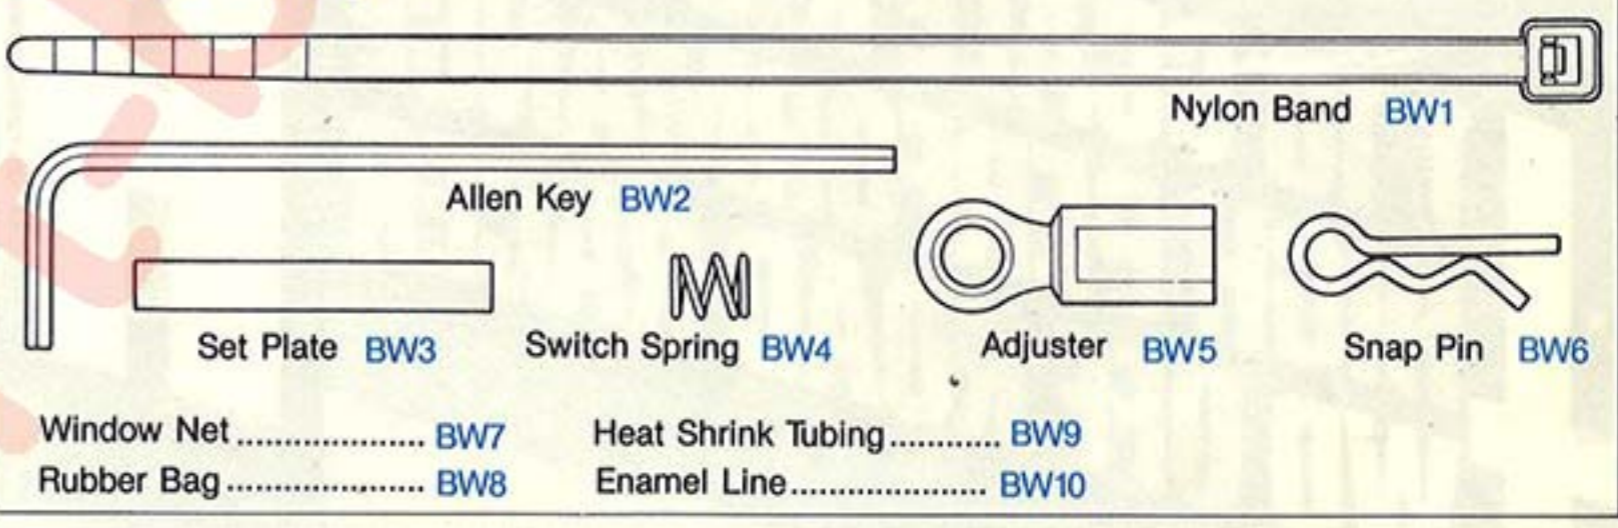 Nylon Band BW1
Allen Key BW2
Set Plate BW3
Switch Spring BW4
Adjuster BW5
Snap Pin BW6
Window Net .................... BW7
Heat Shrink Tubing ............ BW9
Rubber Bag ..................... BW8
Enamel Line ..................... BW10